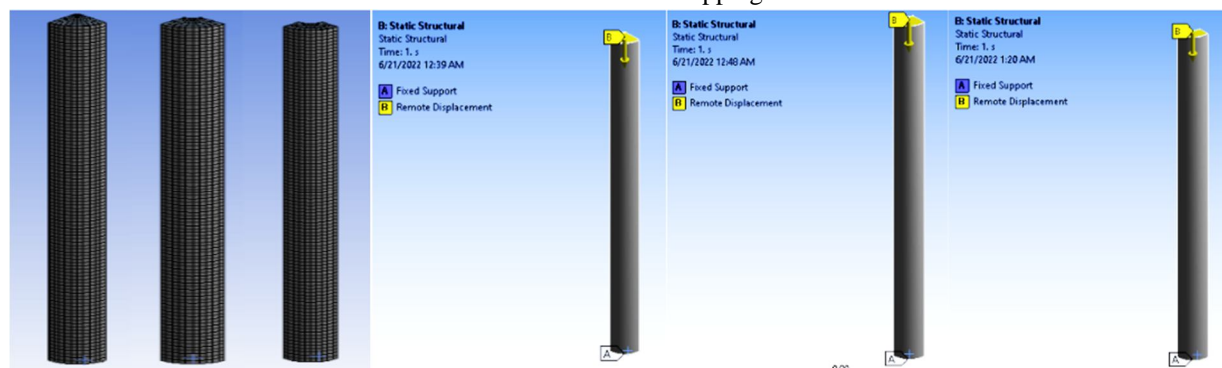 pping
B: Static Structural
Static Structural
Time: 1. s
6/21/2022 12:39 AM
A Fixed Support
B Remote Displacement
B
A
B: Static Structural
Static Structural
Time: 1. s
6/21/2022 12:48 AM
A Fixed Support
B Remote Displacement
B
A
B: Static Structural
Static Structural
Time: 1. s
6/21/2022 1:20 AM
A Fixed Support
B Remote Displacement
B
A